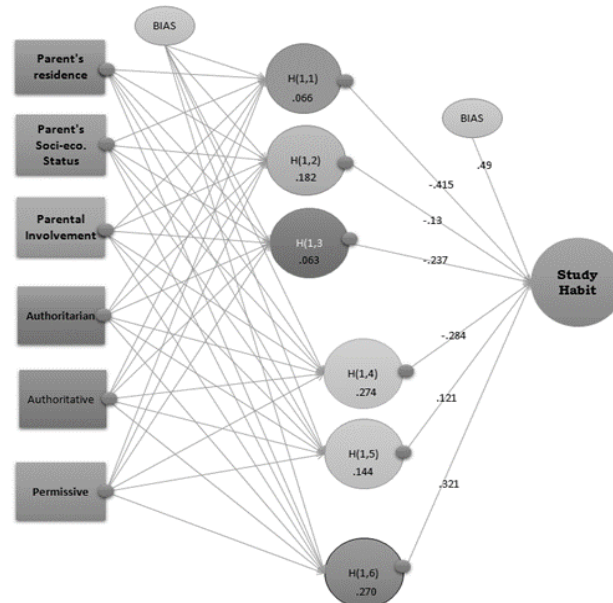 BIAS
Parent's
residence
Parent's
Soci-eco.
Status
Parental
Involvement
Authoritarian
Authoritative
Permissive
H(1,1)
.066
H(1,2)
.182
H(1,3
.063
H(1,4)
.274
H(1,5)
.144
H(1,6)
.270
BIAS
.49
-.415
-.13
-.237
-.284
.121
.321
Study
Habit